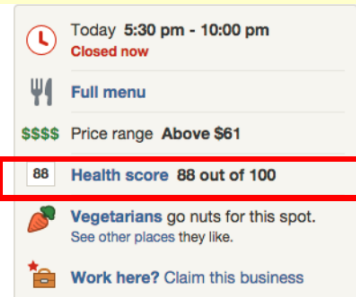 Today 5:30 pm - 10:00 pm
Closed now
Full menu
$$$$ Price range Above $61
88 Health score 88 out of 100
Vegetarians go nuts for this spot.
See other places they like.
Work here? Claim this business